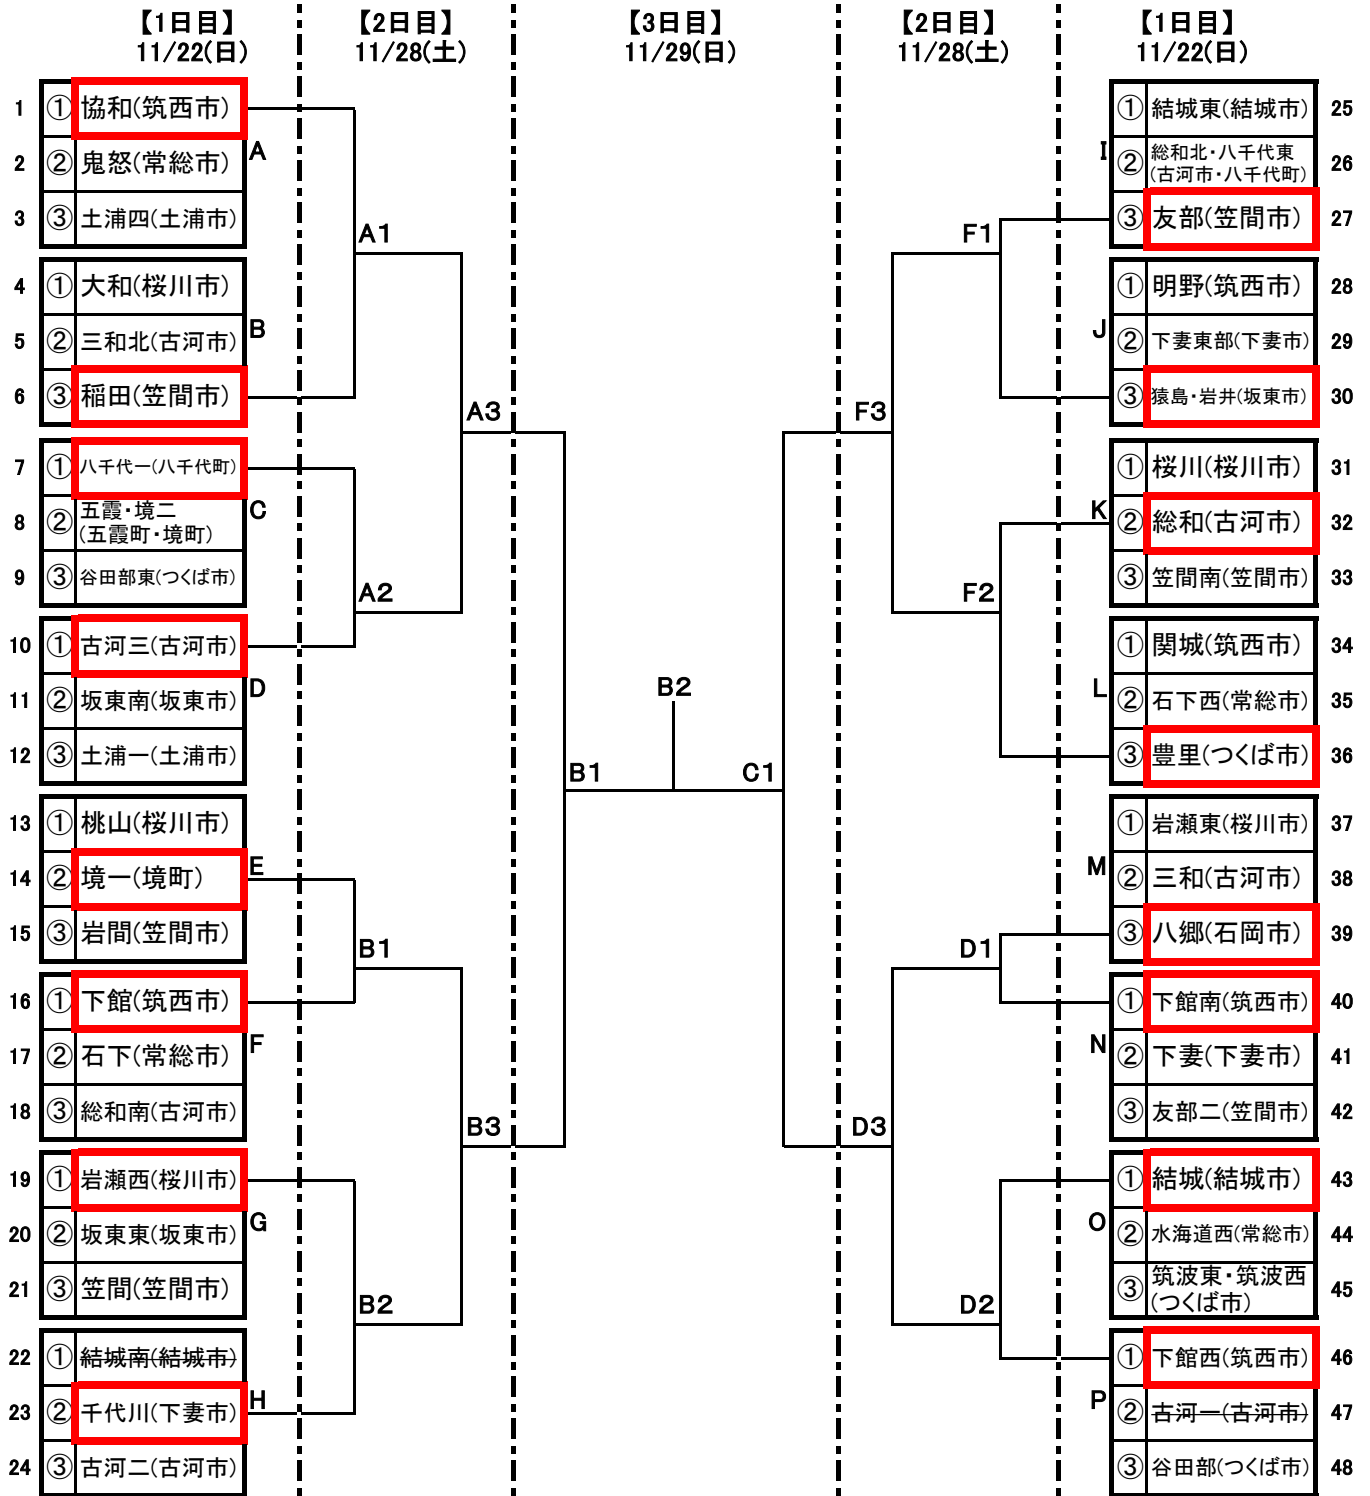 【1日目】
11/22(日)
【2日目】
11/28(土)
【3日目】
11/29(日)
【2日目】
11/28(土)
【1日目】
11/22(日)
1 ① 協和(筑西市)
2 ② 鬼怒(常総市)
3 ③ 土浦四(土浦市)
A
4 ① 大和(桜川市)
5 ② 三和北(古河市)
6 ③ 稲田(笠間市)
B
7 ① 八千代一(八千代町)
8 ② 五霞・境二
(五霞町・境町)
9 ③ 谷田部東(つくば市)
C
10 ① 古河三(古河市)
11 ② 坂東南(坂東市)
12 ③ 土浦一(土浦市)
D
13 ① 桃山(桜川市)
14 ② 境一(境町)
15 ③ 岩間(笠間市)
E
16 ① 下館(筑西市)
17 ② 石下(常総市)
18 ③ 総和南(古河市)
F
19 ① 岩瀬西(桜川市)
20 ② 坂東東(坂東市)
21 ③ 笠間(笠間市)
G
22 ① 結城南(結城市)
23 ② 千代川(下妻市)
24 ③ 古河二(古河市)
H
A1
A2
B1
B2
A3
B3
B1
B2
C1
F3
D3
F1
F2
D1
D2
I
① 結城東(結城市) 25
② 総和北・八千代東
(古河市・八千代町) 26
③ 友部(笠間市) 27
J
① 明野(筑西市) 28
② 下妻東部(下妻市) 29
③ 猿島・岩井(坂東市) 30
K
① 桜川(桜川市) 31
② 総和(古河市) 32
③ 笠間南(笠間市) 33
L
① 関城(筑西市) 34
② 石下西(常総市) 35
③ 豊里(つくば市) 36
M
① 岩瀬東(桜川市) 37
② 三和(古河市) 38
③ 八郷(石岡市) 39
N
① 下館南(筑西市) 40
② 下妻(下妻市) 41
③ 友部二(笠間市) 42
O
① 結城(結城市) 43
② 水海道西(常総市) 44
③ 筑波東・筑波西
(つくば市) 45
P
① 下館西(筑西市) 46
② 古河一(古河市) 47
③ 谷田部(つくば市) 48